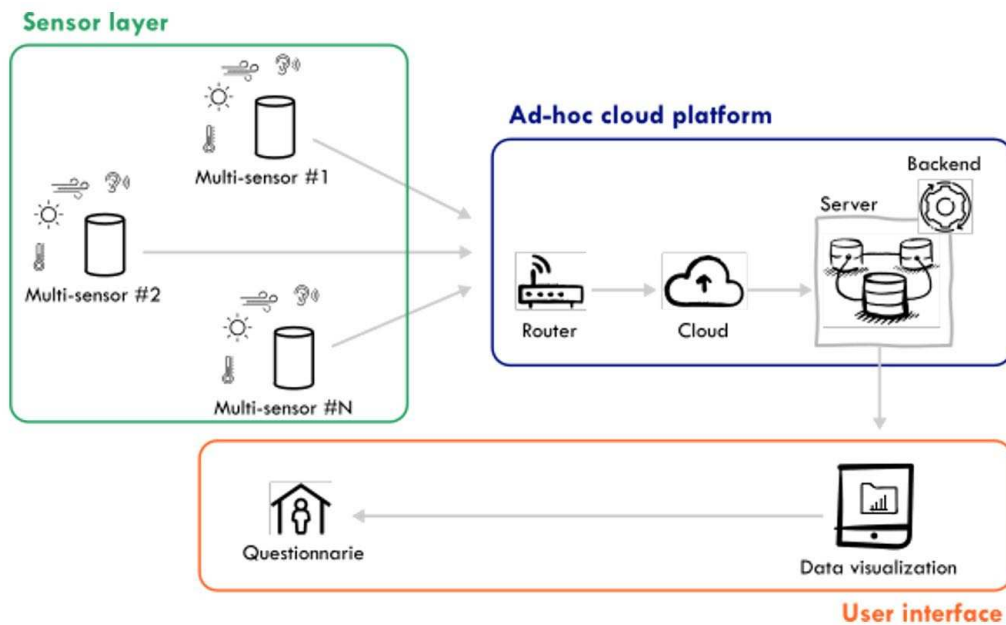 Sensor layer
Multi-sensor #1
Multi-sensor #2
Multi-sensor #N
Ad-hoc cloud platform
Backend
Server
Router
Cloud
Questionnarie
Data visualization
User interface